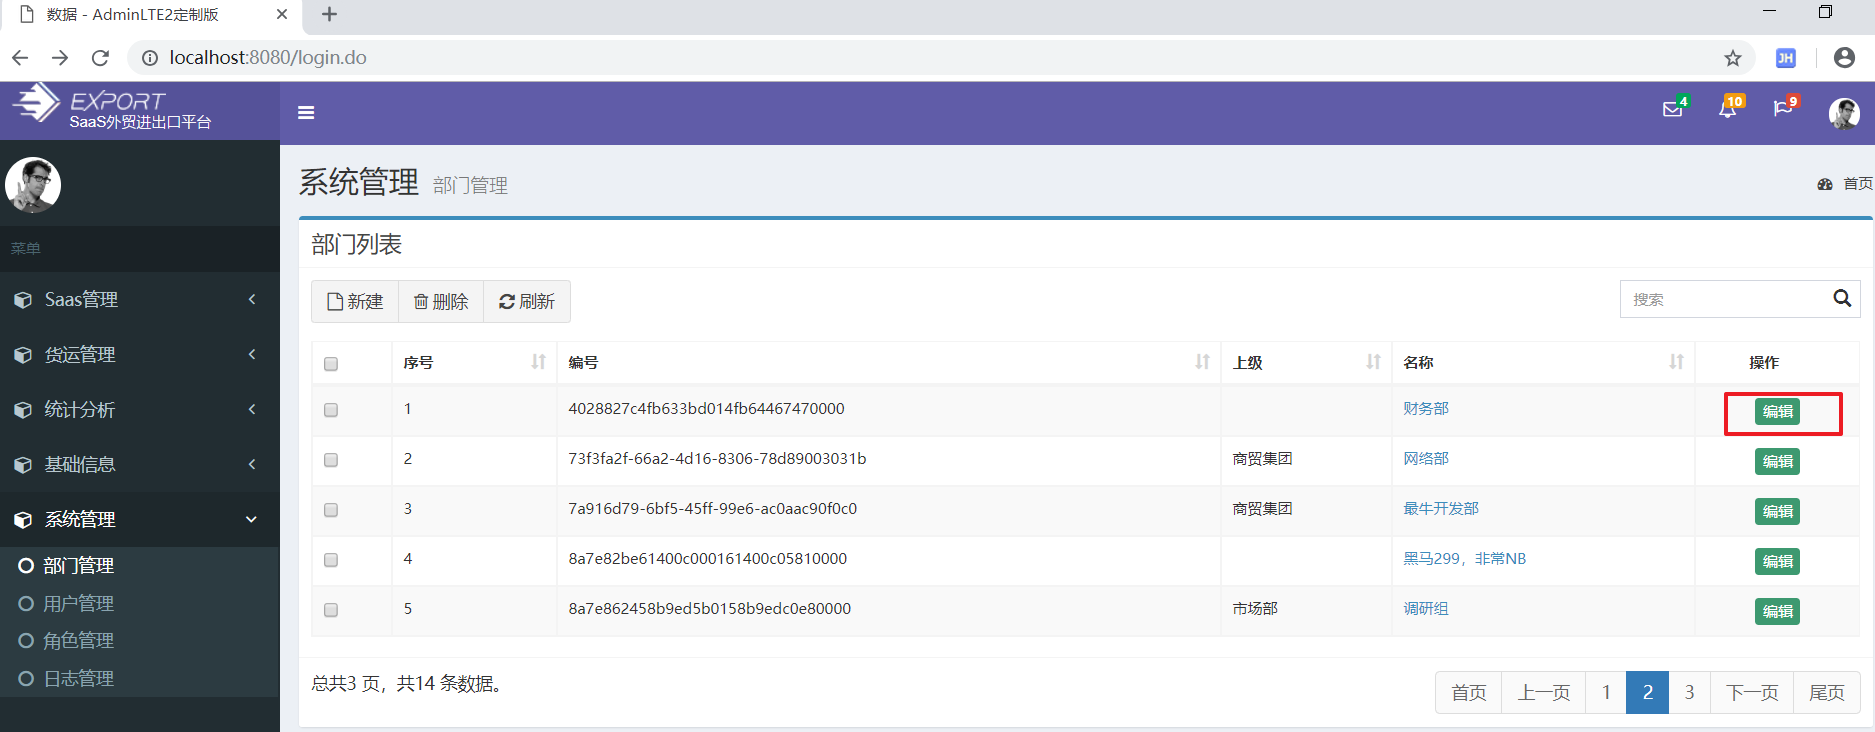 数据 - AdminLTE2定制版
localhost:8080/login.do
JH
EXPORT
SaaS外贸进出口平台
4
10
9
系统管理 部门管理
首页
菜单
Saas管理
货运管理
统计分析
基础信息
系统管理
部门管理
用户管理
角色管理
日志管理
部门列表
新建 删除 刷新
搜索
序号 编号 上级 名称 操作
1 4028827c4fb633bd014fb64467470000 财务部 编辑
2 73f3fa2f-66a2-4d16-8306-78d89003031b 商贸集团 网络部 编辑
3 7a916d79-6bf5-45ff-99e6-ac0aac90f0c0 商贸集团 最牛开发部 编辑
4 8a7e82be61400c000161400c05810000 黑马299，非常NB 编辑
5 8a7e862458b9ed5b0158b9edc0e80000 市场部 调研组 编辑
总共3 页，共14 条数据。
首页 上一页 1 2 3 下一页 尾页